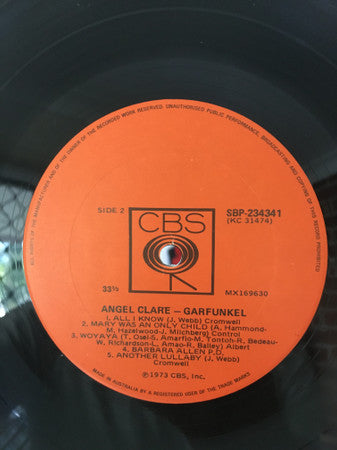 ALL RIGHTS OF THE MANUFACTURER AND OF THE OWNER OF THE RECORDED WORK RESERVED. UNAUTHORISED PUBLIC PERFORMANCE, BROADCASTING AND COPYING OF THIS RECORD PROHIBITED
SIDE 2
CBS
SBP-234341
(KC 31474)
33⅓
MX169630
ANGEL CLARE – GARFUNKEL
1. ALL I KNOW (J. Webb) Cromwell
2. MARY WAS AN ONLY CHILD (A. Hammond-
M. Hazelwood-J. Milchberg) Control
3. WOYAYA (T. Osei-S. Amarfio-M. Tontoh-R. Bedeau-
W. Richardson-L. Amao-R. Bailey) Albert
4. BARBARA ALLEN P.D.
5. ANOTHER LULLABY (J. Webb)
Cromwell
℗1973 CBS, Inc.
MADE IN AUSTRALIA BY A REGISTERED USER OF THE TRADE MARKS